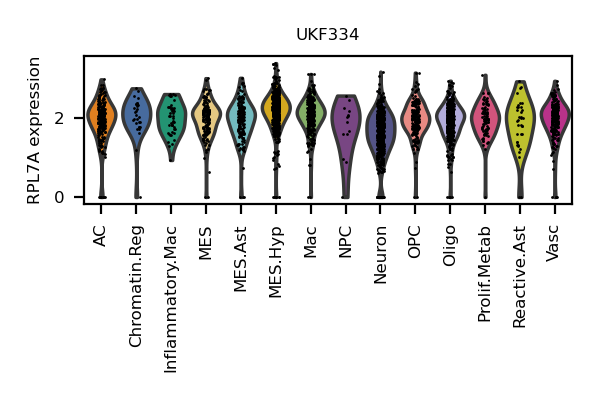 UKF334
RPL7A expression
2
0
AC
Chromatin.Reg
Inflammatory.Mac
MES
MES.Ast
MES.Hyp
Mac
NPC
Neuron
OPC
Oligo
Prolif.Metab
Reactive.Ast
Vasc